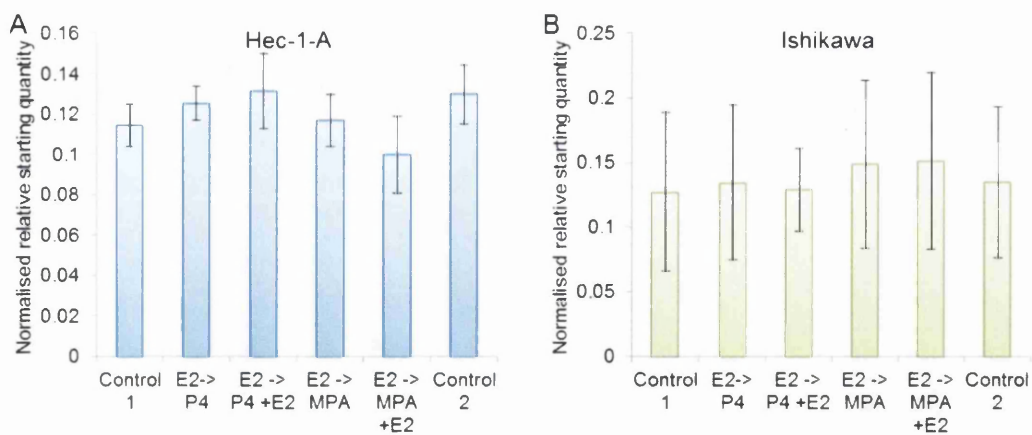 A
Hec-1-A
Normalised relative starting quantity
0.16
0.14
0.12
0.1
0.08
0.06
0.04
0.02
0
Control 1
E2-> P4
E2 -> P4 +E2
E2 -> MPA
E2 -> MPA +E2
Control 2
B
Ishikawa
Normalised relative starting quantity
0.25
0.2
0.15
0.1
0.05
0
Control 1
E2-> P4
E2 -> P4 +E2
E2 -> MPA
E2 -> MPA +E2
Control 2